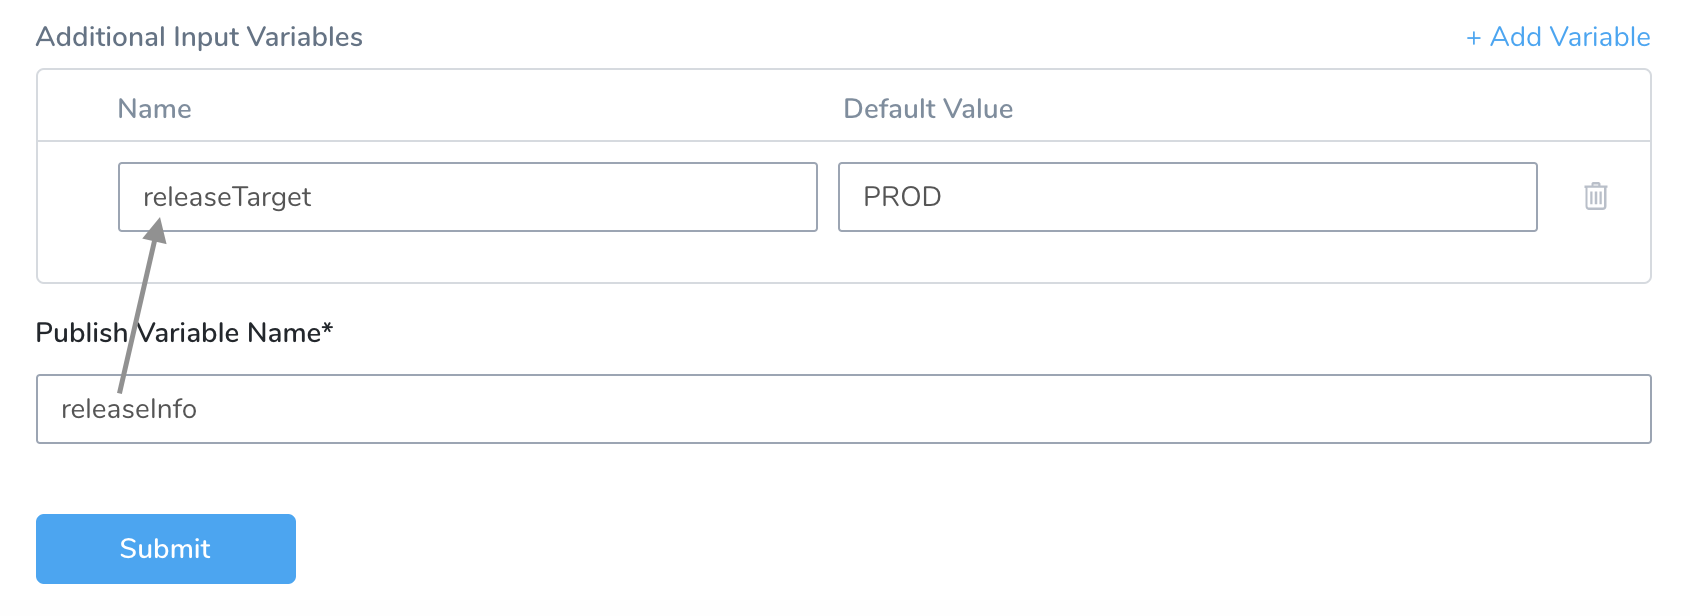 Additional Input Variables
+ Add Variable
Name
Default Value
releaseTarget
PROD
Publish Variable Name*
releaseInfo
Submit